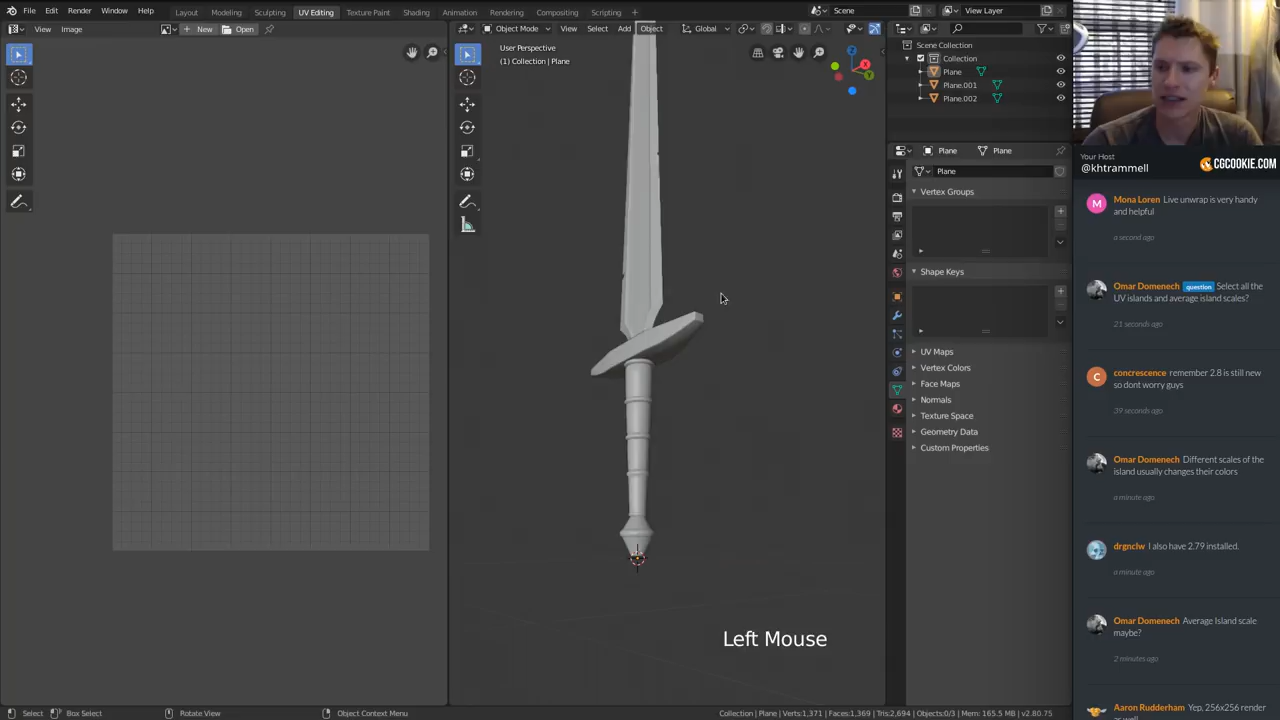 File Edit Render Window Help
Layout Modeling Sculpting UV Editing Texture Paint Shading Animation Rendering Compositing Scripting +
Scene View Layer
View Image New Open
Object Mode View Select Add Object Global
User Perspective
(1) Collection | Plane
Scene Collection
Collection
Plane
Plane.001
Plane.002
Plane Plane
Plane
Vertex Groups
Shape Keys
UV Maps
Vertex Colors
Face Maps
Normals
Texture Space
Geometry Data
Custom Properties
Left Mouse
Select Box Select Rotate View Object Context Menu
Collection | Plane | Verts:1,371 | Faces:1,369 | Tris:2,694 | Objects:0/3 | Mem: 165.5 MB | v2.80.75
Your Host
@khtrammell
CGCOOKIE.COM
M
Mona Loren Live unwrap is very handy
and helpful
a second ago
Omar Domenech question Select all the
UV islands and average island scales?
21 seconds ago
C
concrescence remember 2.8 is still new
so dont worry guys
39 seconds ago
Omar Domenech Different scales of the
island usually changes their colors
a minute ago
drgnclw I also have 2.79 installed.
a minute ago
Omar Domenech Average Island scale
maybe?
2 minutes ago
Aaron Rudderham Yep, 256x256 render
as well